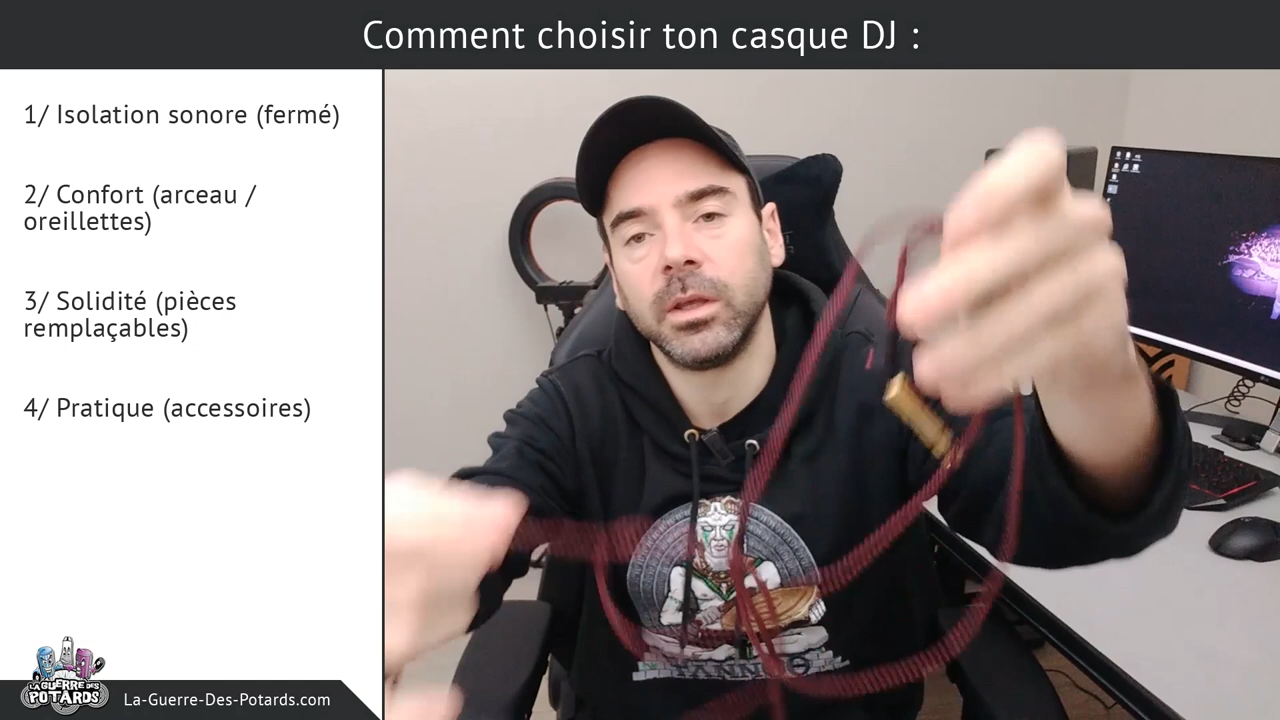 Comment choisir ton casque DJ :
1/ Isolation sonore (fermé)
2/ Confort (arceau /
oreillettes)
3/ Solidité (pièces
remplaçables)
4/ Pratique (accessoires)
LA GUERRE DES
POTARDS
La-Guerre-Des-Potards.com